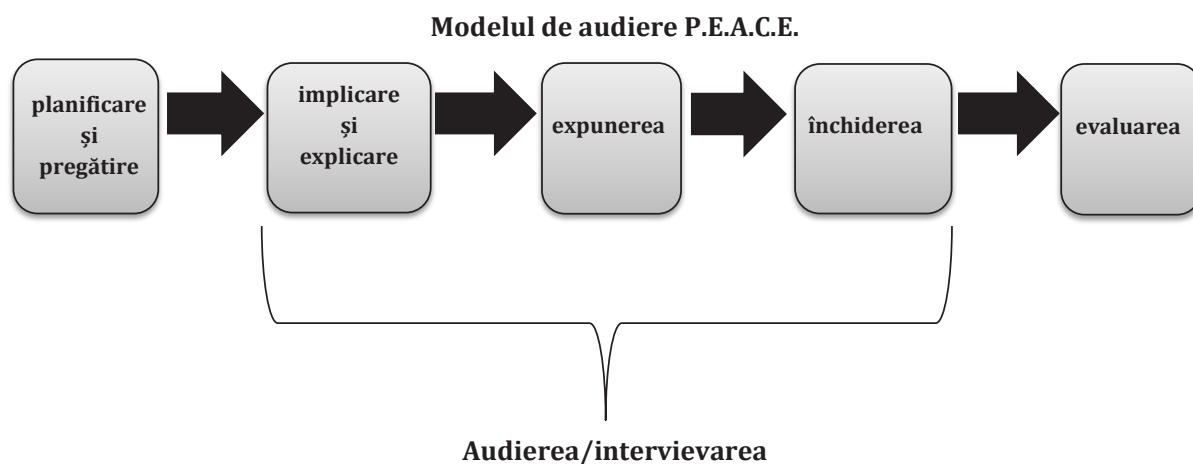 Modelul de audiere P.E.A.C.E.
planificare
și
pregătire
implicare
și
explicare
expunerea
închiderea
evaluarea
Audierea/intervievarea